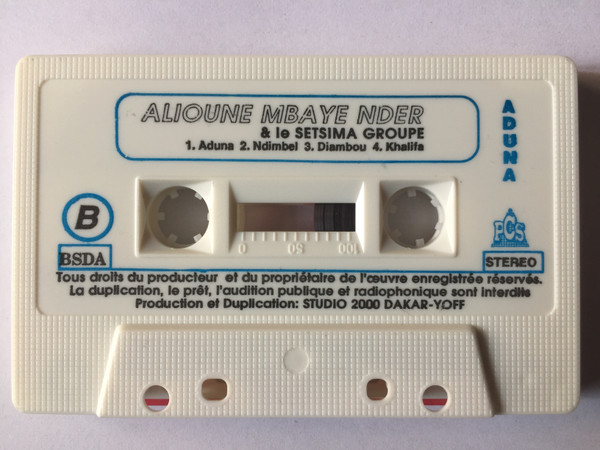 ALIOUNE MBAYE NDER
& le SETSIMA GROUPE
1. Aduna 2. Ndimbel 3. Diambou 4. Khalifa
ADUNA
B
PCS
BSDA
STEREO
0 50 100
Tous droits du producteur et du propriétaire de l'œuvre enregistrée réservés.
La duplication, le prêt, l'audition publique et radiophonique sont interdits
Production et Duplication: STUDIO 2000 DAKAR-Y.OFF